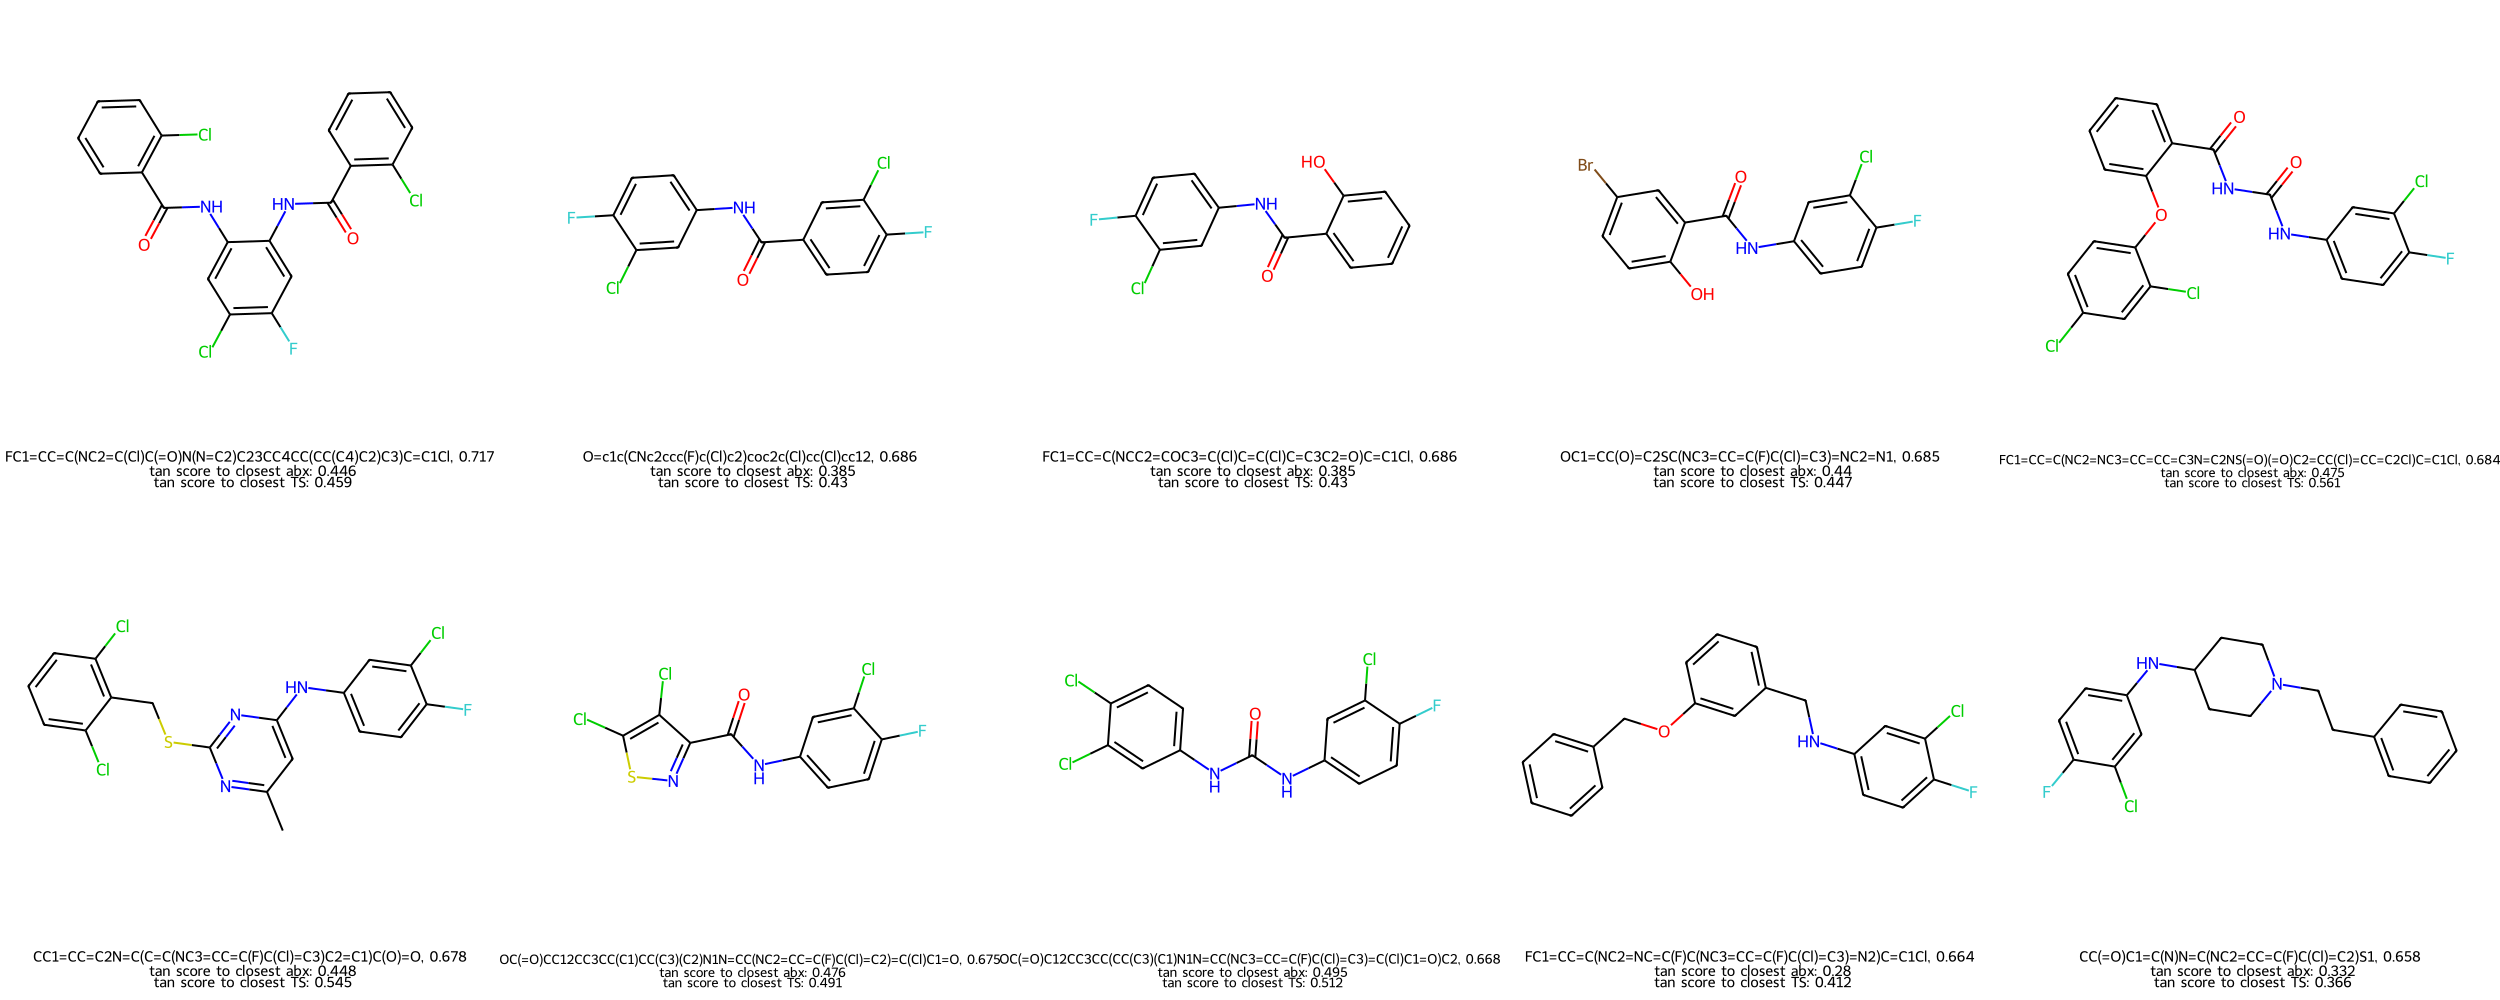 Cl
O
NH
HN
O
Cl
Cl
F
F
Cl
NH
O
Cl
F
F
Cl
NH
O
HO
Br
OH
O
HN
Cl
F
O
HN
O
HN
O
Cl
F
Cl
Cl
FC1=CC=C(NC2=C(Cl)C(=O)N(N=C2)C23CC4CC(CC(C4)C2)C3)C=C1Cl, 0.717
tan score to closest abx: 0.446
tan score to closest TS: 0.459
O=c1c(CNc2ccc(F)c(Cl)c2)coc2c(Cl)cc(Cl)cc12, 0.686
tan score to closest abx: 0.385
tan score to closest TS: 0.43
FC1=CC=C(NCC2=COC3=C(Cl)C=C(Cl)C=C3C2=O)C=C1Cl, 0.686
tan score to closest abx: 0.385
tan score to closest TS: 0.43
OC1=CC(O)=C2SC(NC3=CC=C(F)C(Cl)=C3)=NC2=N1, 0.685
tan score to closest abx: 0.44
tan score to closest TS: 0.447
FC1=CC=C(NC2=NC3=CC=CC=C3N=C2NS(=O)(=O)C2=CC(Cl)=CC=C2Cl)C=C1Cl, 0.684
tan score to closest abx: 0.475
tan score to closest TS: 0.561
Cl
Cl
S
N
N
HN
Cl
F
Cl
Cl
S
N
O
N
H
Cl
F
Cl
Cl
N
H
O
N
H
Cl
F
O
HN
Cl
F
HN
N
F
Cl
CC1=CC=C2N=C(C=C(NC3=CC=C(F)C(Cl)=C3)C2=C1)C(O)=O, 0.678
tan score to closest abx: 0.448
tan score to closest TS: 0.545
OC(=O)CC12CC3CC(C1)CC(C3)(C2)N1N=CC(NC2=CC=C(F)C(Cl)=C2)=C(Cl)C1=O, 0.675
tan score to closest abx: 0.476
tan score to closest TS: 0.491
OC(=O)C12CC3CC(CC(C3)(C1)N1N=CC(NC3=CC=C(F)C(Cl)=C3)=C(Cl)C1=O)C2, 0.668
tan score to closest abx: 0.495
tan score to closest TS: 0.512
FC1=CC=C(NC2=NC=C(F)C(NC3=CC=C(F)C(Cl)=C3)=N2)C=C1Cl, 0.664
tan score to closest abx: 0.28
tan score to closest TS: 0.412
CC(=O)C1=C(N)N=C(NC2=CC=C(F)C(Cl)=C2)S1, 0.658
tan score to closest abx: 0.332
tan score to closest TS: 0.366